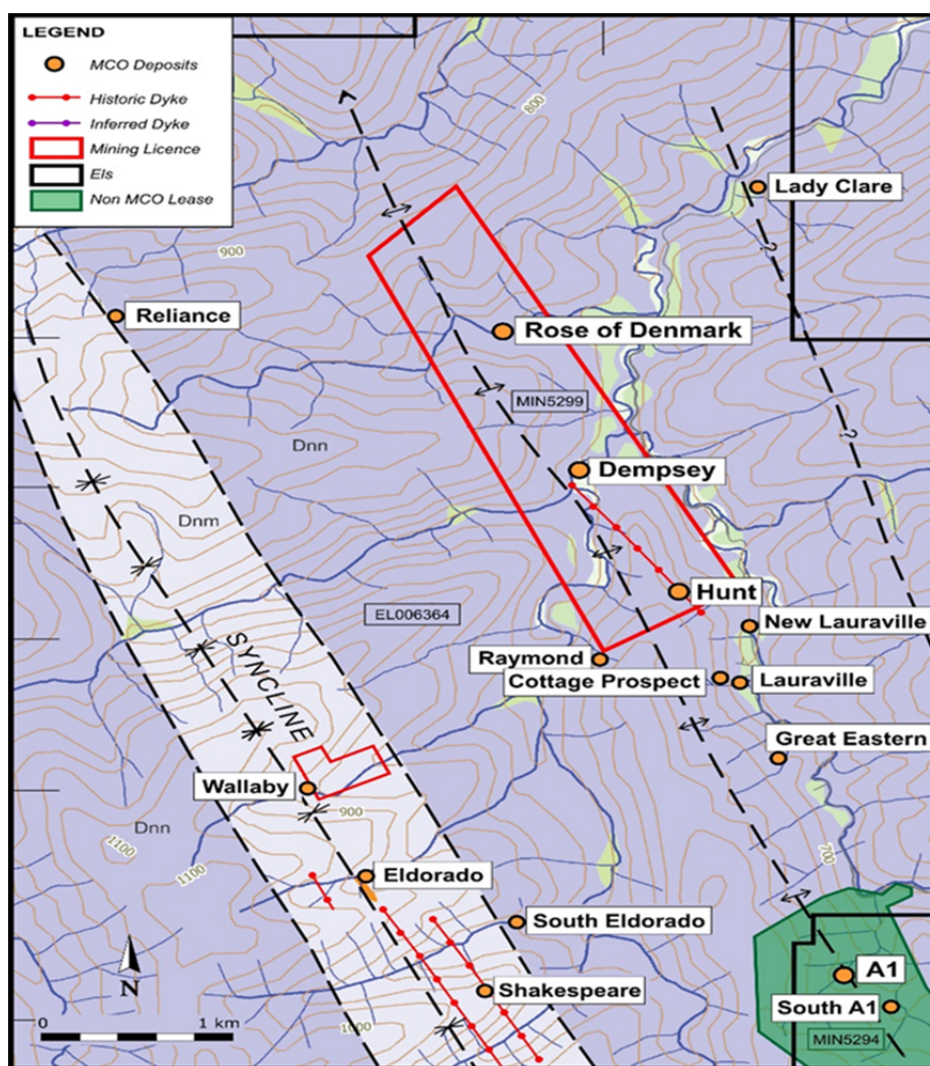 LEGEND
MCO Deposits
Historic Dyke
Inferred Dyke
Mining Licence
Els
Non MCO Lease
800
Lady Clare
?
900
Reliance
Rose of Denmark
MIN5299
?
Dnn
Dempsey
Dnm
Hunt
EL006364
New Lauraville
SYNCLINE
Raymond
Cottage Prospect
Lauraville
Great Eastern
Wallaby
900
Dnn
1100
700
1100
Eldorado
South Eldorado
A1
Shakespeare
South A1
N
0 1 km
1000
MIN5294